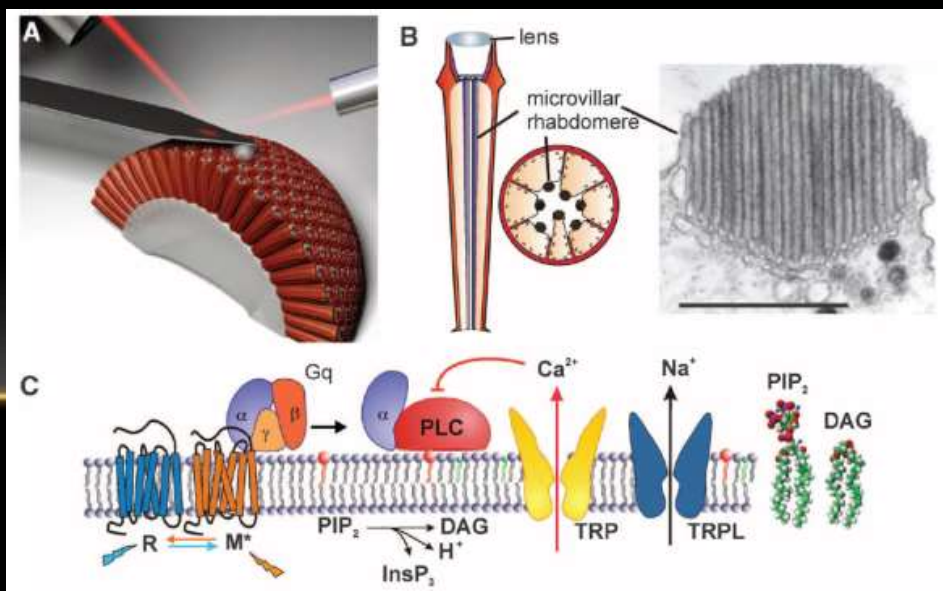 A
B
lens
microvillar
rhabdomere
C
Gq
α
β
γ
α
PLC
Ca²⁺
Na⁺
PIP₂
DAG
R
M*
PIP₂
DAG
H⁺
InsP₃
TRP
TRPL